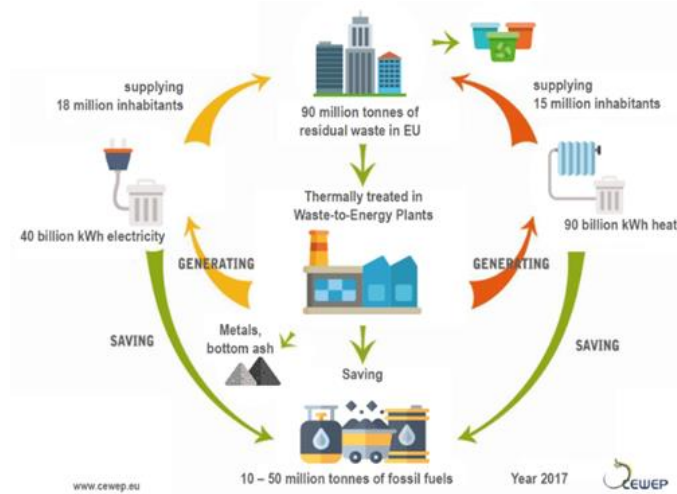 supplying
18 million inhabitants
supplying
15 million inhabitants
90 million tonnes of
residual waste in EU
Thermally treated in
Waste-to-Energy Plants
40 billion kWh electricity
90 billion kWh heat
GENERATING
GENERATING
Metals,
bottom ash
SAVING
SAVING
Saving
10 – 50 million tonnes of fossil fuels
www.cewep.eu
Year 2017
CEWEP